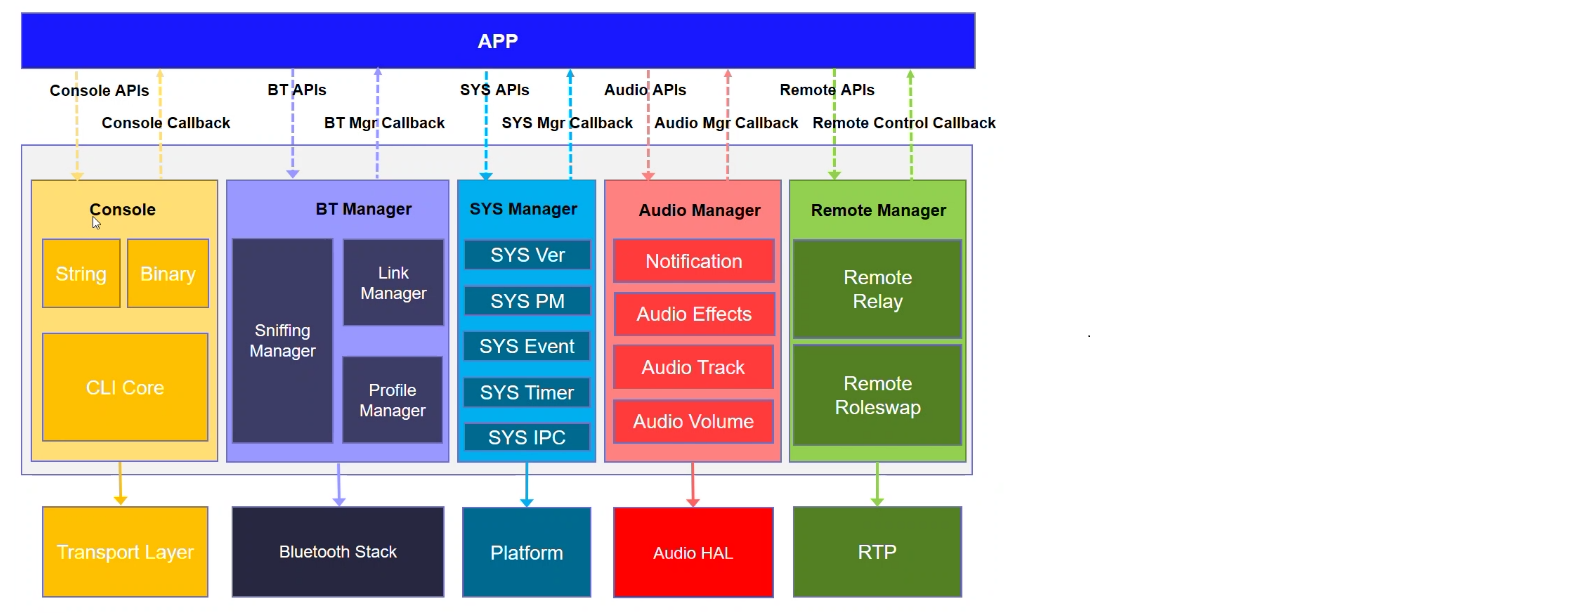 APP
Console APIs
BT APIs
SYS APIs
Audio APIs
Remote APIs
Console Callback
BT Mgr Callback
SYS Mgr Callback
Audio Mgr Callback
Remote Control Callback
Console
String
Binary
CLI Core
BT Manager
Sniffing
Manager
Link
Manager
Profile
Manager
SYS Manager
SYS Ver
SYS PM
SYS Event
SYS Timer
SYS IPC
Audio Manager
Notification
Audio Effects
Audio Track
Audio Volume
Remote Manager
Remote
Relay
Remote
Roleswap
Transport Layer
Bluetooth Stack
Platform
Audio HAL
RTP